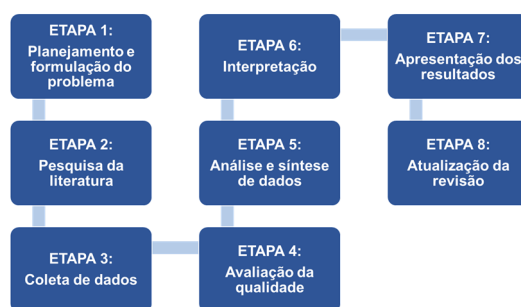 ETAPA 1:
Planejamento e
formulação do
problema
ETAPA 2:
Pesquisa da
literatura
ETAPA 3:
Coleta de dados
ETAPA 4:
Avaliação da
qualidade
ETAPA 5:
Análise e síntese
de dados
ETAPA 6:
Interpretação
ETAPA 7:
Apresentação dos
resultados
ETAPA 8:
Atualização da
revisão